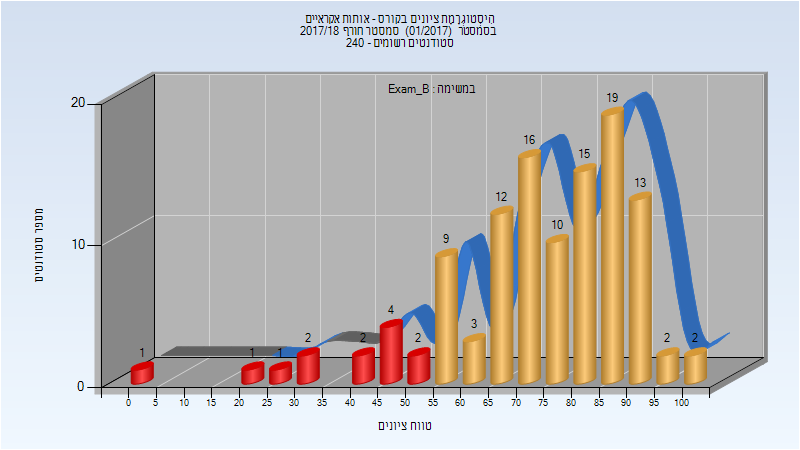 היסטוגרמת ציונים בקורס - אותות אקראיים
בסמסטר (01/2017) סמסטר חורף 2017/18
סטודנטים רשומים - 240
במשימה : Exam_B
מספר סטודנטים
20
10
0
1
1
1
2
2
4
2
9
3
12
16
10
15
19
13
2
2
0 5 10 15 20 25 30 35 40 45 50 55 60 65 70 75 80 85 90 95 100
טווח ציונים